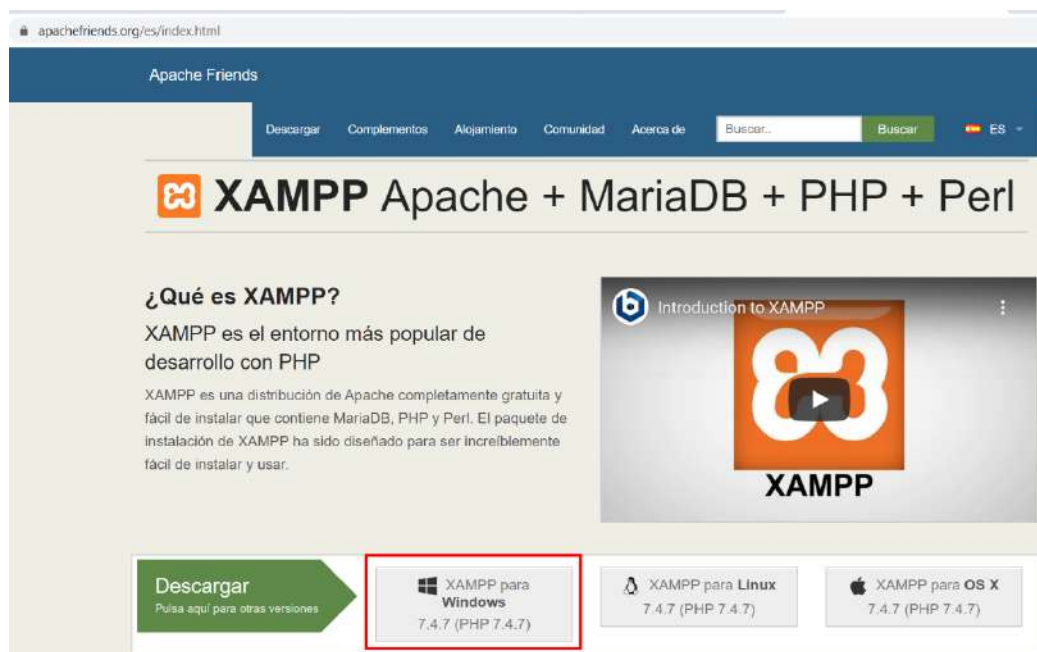 apachefriends.org/es/index.html
Apache Friends
Descargar Complementos Alojamiento Comunidad Acerca de Buscar... Buscar ES
XAMPP Apache + MariaDB + PHP + Perl
¿Qué es XAMPP?
XAMPP es el entorno más popular de
desarrollo con PHP
XAMPP es una distribución de Apache completamente gratuita y
fácil de instalar que contiene MariaDB, PHP y Perl. El paquete de
instalación de XAMPP ha sido diseñado para ser increíblemente
fácil de instalar y usar.
Introduction to XAMPP
XAMPP
Descargar
Pulsa aquí para otras versiones
XAMPP para
Windows
7.4.7 (PHP 7.4.7)
XAMPP para Linux
7.4.7 (PHP 7.4.7)
XAMPP para OS X
7.4.7 (PHP 7.4.7)